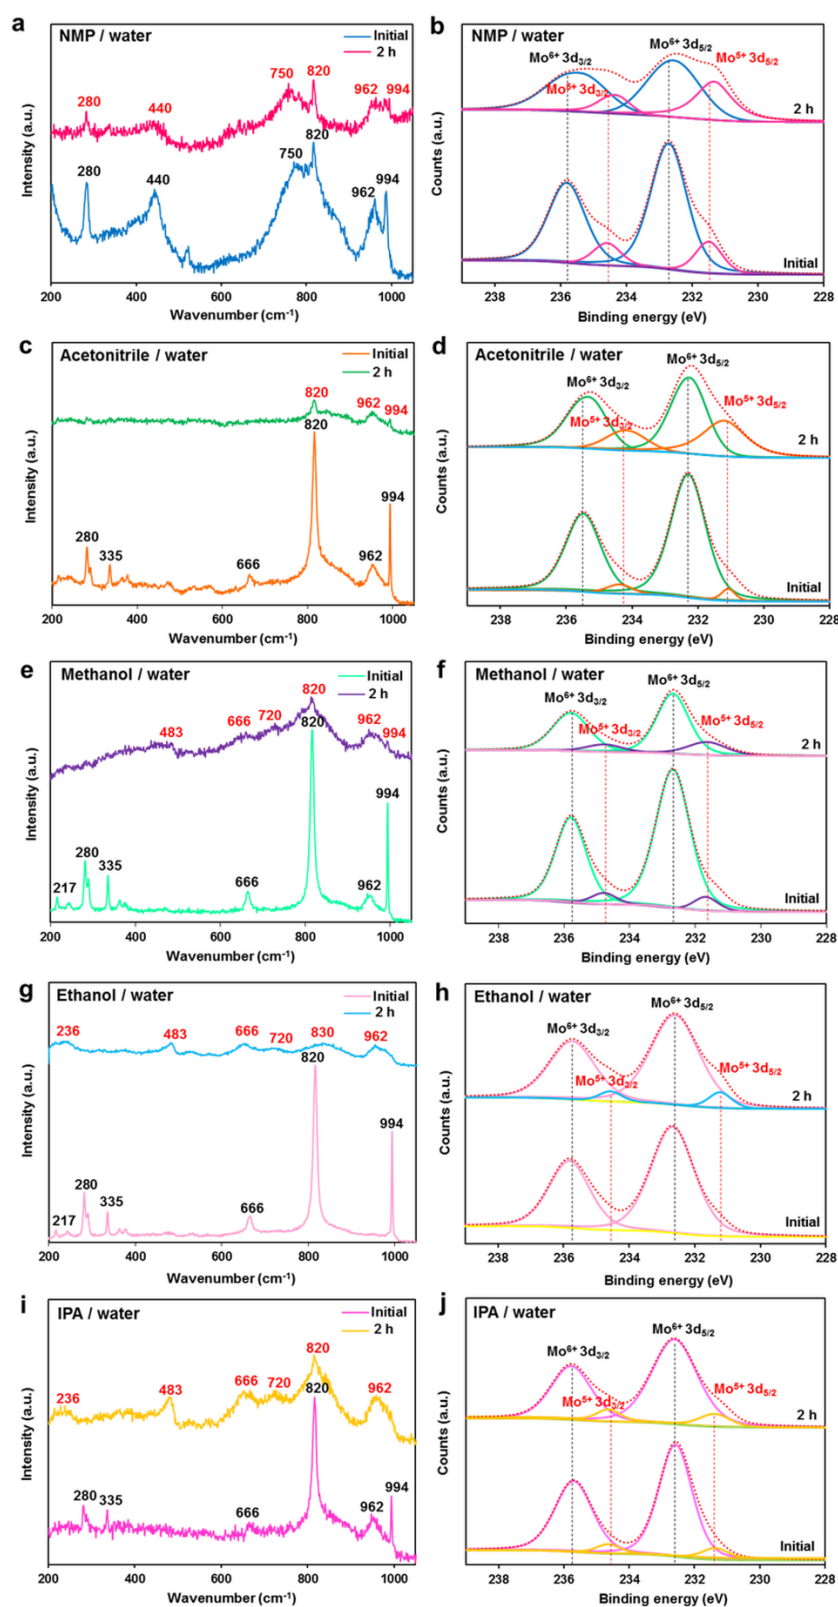 a
NMP / water
Initial
2 h
280
440
750
820
962
994
280
440
750
820
962
994
Intensity (a.u.)
200 400 600 800 1000
Wavenumber (cm⁻¹)
b
NMP / water
Mo⁶⁺ 3d₃/₂
Mo⁶⁺ 3d₅/₂
Mo⁵⁺ 3d₅/₂
Mo⁵⁺ 3d₃/₂
2 h
Initial
Counts (a.u.)
238 236 234 232 230 228
Binding energy (eV)
c
Acetonitrile / water
Initial
2 h
820
962
994
820
994
280
335
666
962
Intensity (a.u.)
200 400 600 800 1000
Wavenumber (cm⁻¹)
d
Acetonitrile / water
Mo⁶⁺ 3d₃/₂
Mo⁶⁺ 3d₅/₂
Mo⁵⁺ 3d₃/₂
Mo⁵⁺ 3d₅/₂
2 h
Initial
Counts (a.u.)
238 236 234 232 230 228
Binding energy (eV)
e
Methanol / water
Initial
2 h
483
666
720
820
962
994
820
994
217
280
335
666
962
Intensity (a.u.)
200 400 600 800 1000
Wavenumber (cm⁻¹)
f
Methanol / water
Mo⁶⁺ 3d₃/₂
Mo⁶⁺ 3d₅/₂
Mo⁵⁺ 3d₃/₂
Mo⁵⁺ 3d₅/₂
2 h
Initial
Counts (a.u.)
238 236 234 232 230 228
Binding energy (eV)
g
Ethanol / water
Initial
2 h
236
483
666
720
830
962
820
994
217
280
335
666
Intensity (a.u.)
200 400 600 800 1000
Wavenumber (cm⁻¹)
h
Ethanol / water
Mo⁶⁺ 3d₃/₂
Mo⁶⁺ 3d₅/₂
Mo⁵⁺ 3d₃/₂
Mo⁵⁺ 3d₅/₂
2 h
Initial
Counts (a.u.)
238 236 234 232 230 228
Binding energy (eV)
i
IPA / water
Initial
2 h
236
483
666
720
820
962
820
994
280
335
666
962
Intensity (a.u.)
200 400 600 800 1000
Wavenumber (cm⁻¹)
j
IPA / water
Mo⁶⁺ 3d₃/₂
Mo⁶⁺ 3d₅/₂
Mo⁵⁺ 3d₃/₂
Mo⁵⁺ 3d₅/₂
2 h
Initial
Counts (a.u.)
238 236 234 232 230 228
Binding energy (eV)